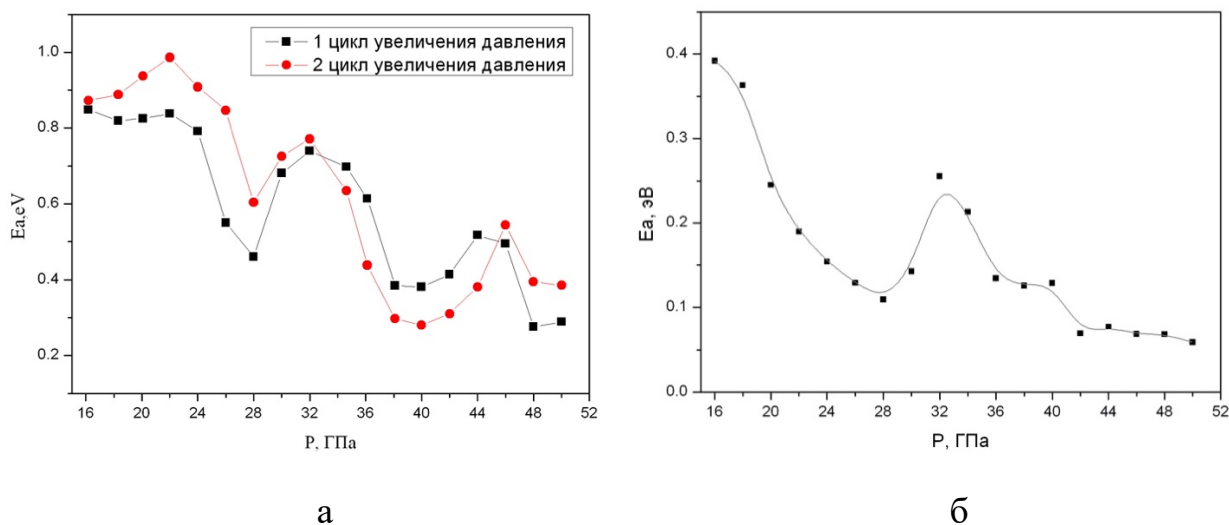 1 цикл увеличения давления
2 цикл увеличения давления
Ea,eV
1.0
0.8
0.6
0.4
0.2
16 20 24 28 32 36 40 44 48 52
P, ГПа
а
Ea, эВ
0.4
0.3
0.2
0.1
0.0
16 20 24 28 32 36 40 44 48 52
P, ГПа
б